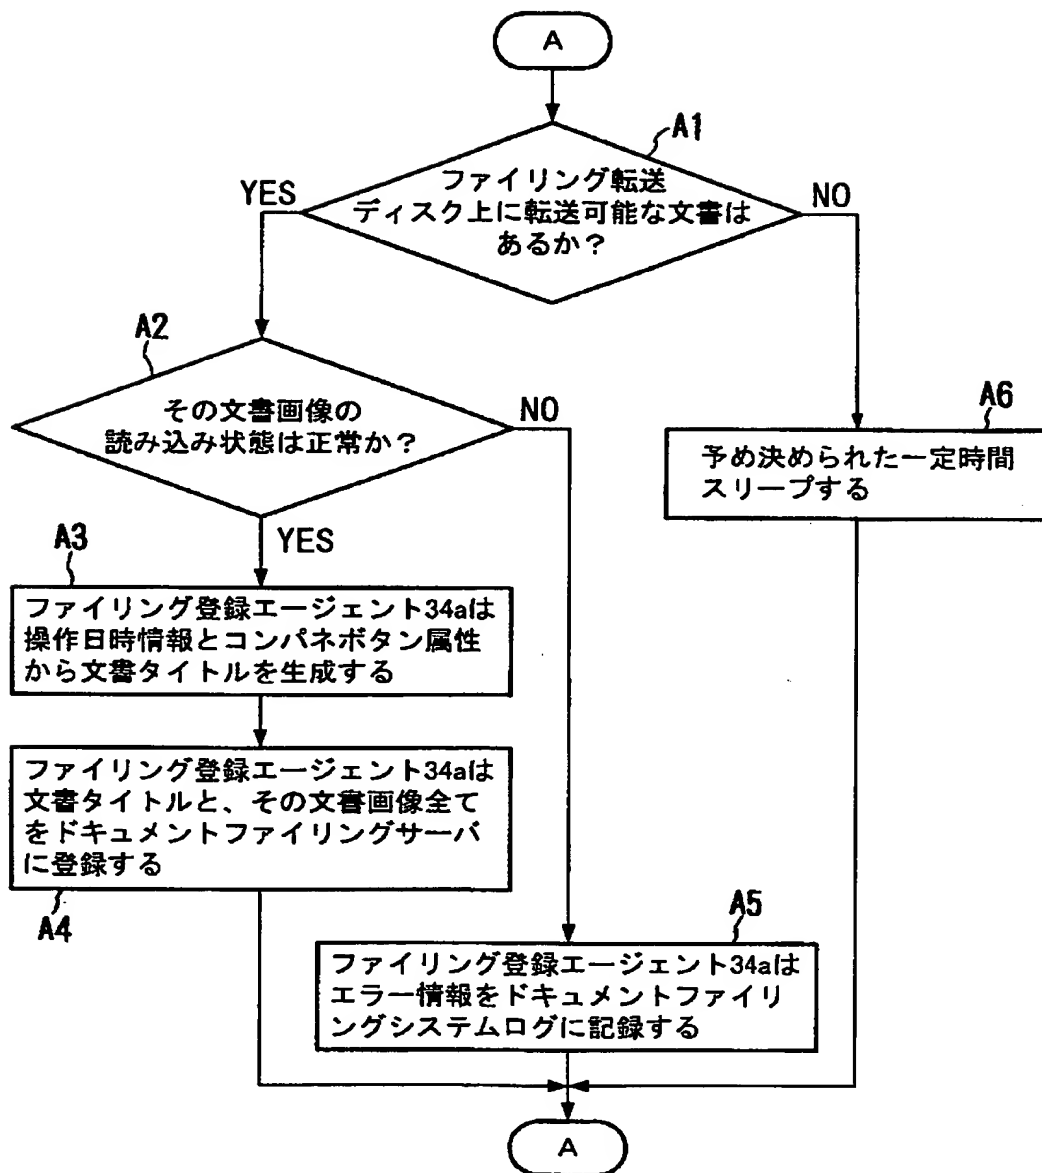 A
A1
ファイリング転送
ディスク上に転送可能な文書は
あるか?
YES
NO
A2
その文書画像の
読み込み状態は正常か?
NO
YES
A6
予め決められた一定時間
スリープする
A3
ファイリング登録エージェント34aは
操作日時情報とコンパネボタン属性
から文書タイトルを生成する
ファイリング登録エージェント34aは
文書タイトルと、その文書画像全て
をドキュメントファイリングサーバ
に登録する
A4
A5
ファイリング登録エージェント34aは
エラー情報をドキュメントファイリ
ングシステムログに記録する
A